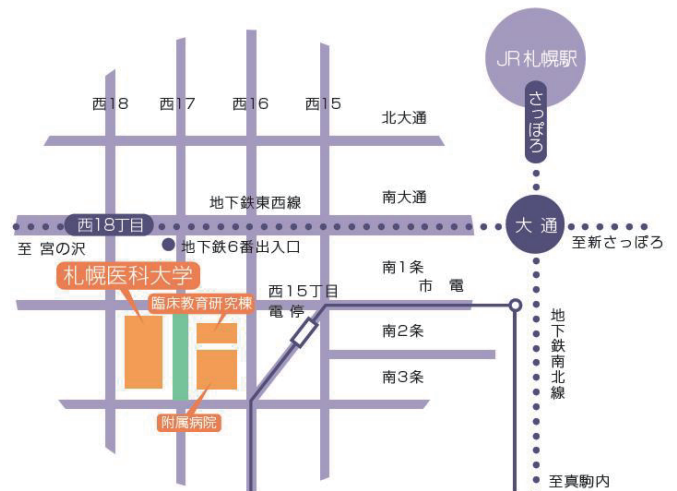 JR札幌駅
さっぽろ
西18
西17
西16
西15
北大通
南大通
地下鉄東西線
西18丁目
大通
至 宮の沢
地下鉄6番出入口
至新さっぽろ
札幌医科大学
臨床教育研究棟
西15丁目
電停
南1条
市電
南2条
南3条
地下鉄南北線
附属病院
至真駒内